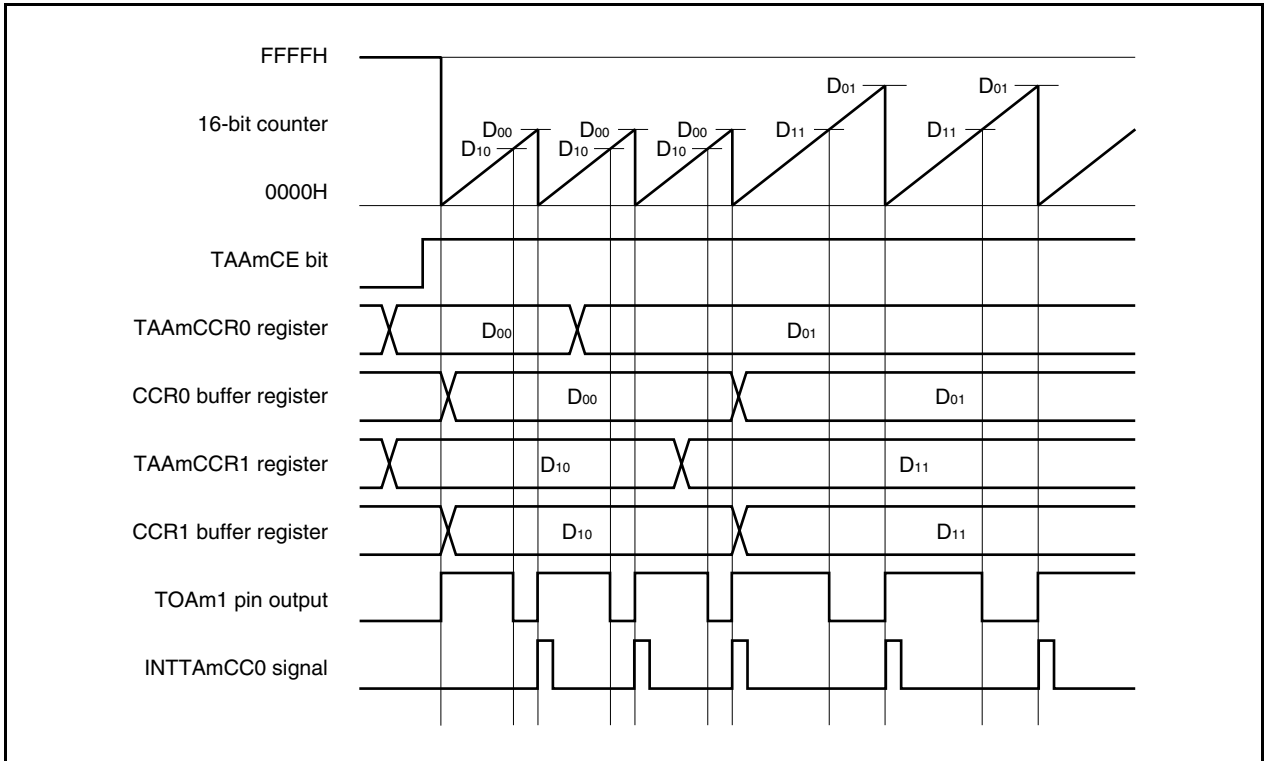 FFFFH
D01 D01
16-bit counter D00 D00 D00 D11 D11
D10 D10 D10
0000H
TAAmCE bit
TAAmCCR0 register D00 D01
CCR0 buffer register D00 D01
TAAmCCR1 register D10 D11
CCR1 buffer register D10 D11
TOAm1 pin output
INTTAmCC0 signal